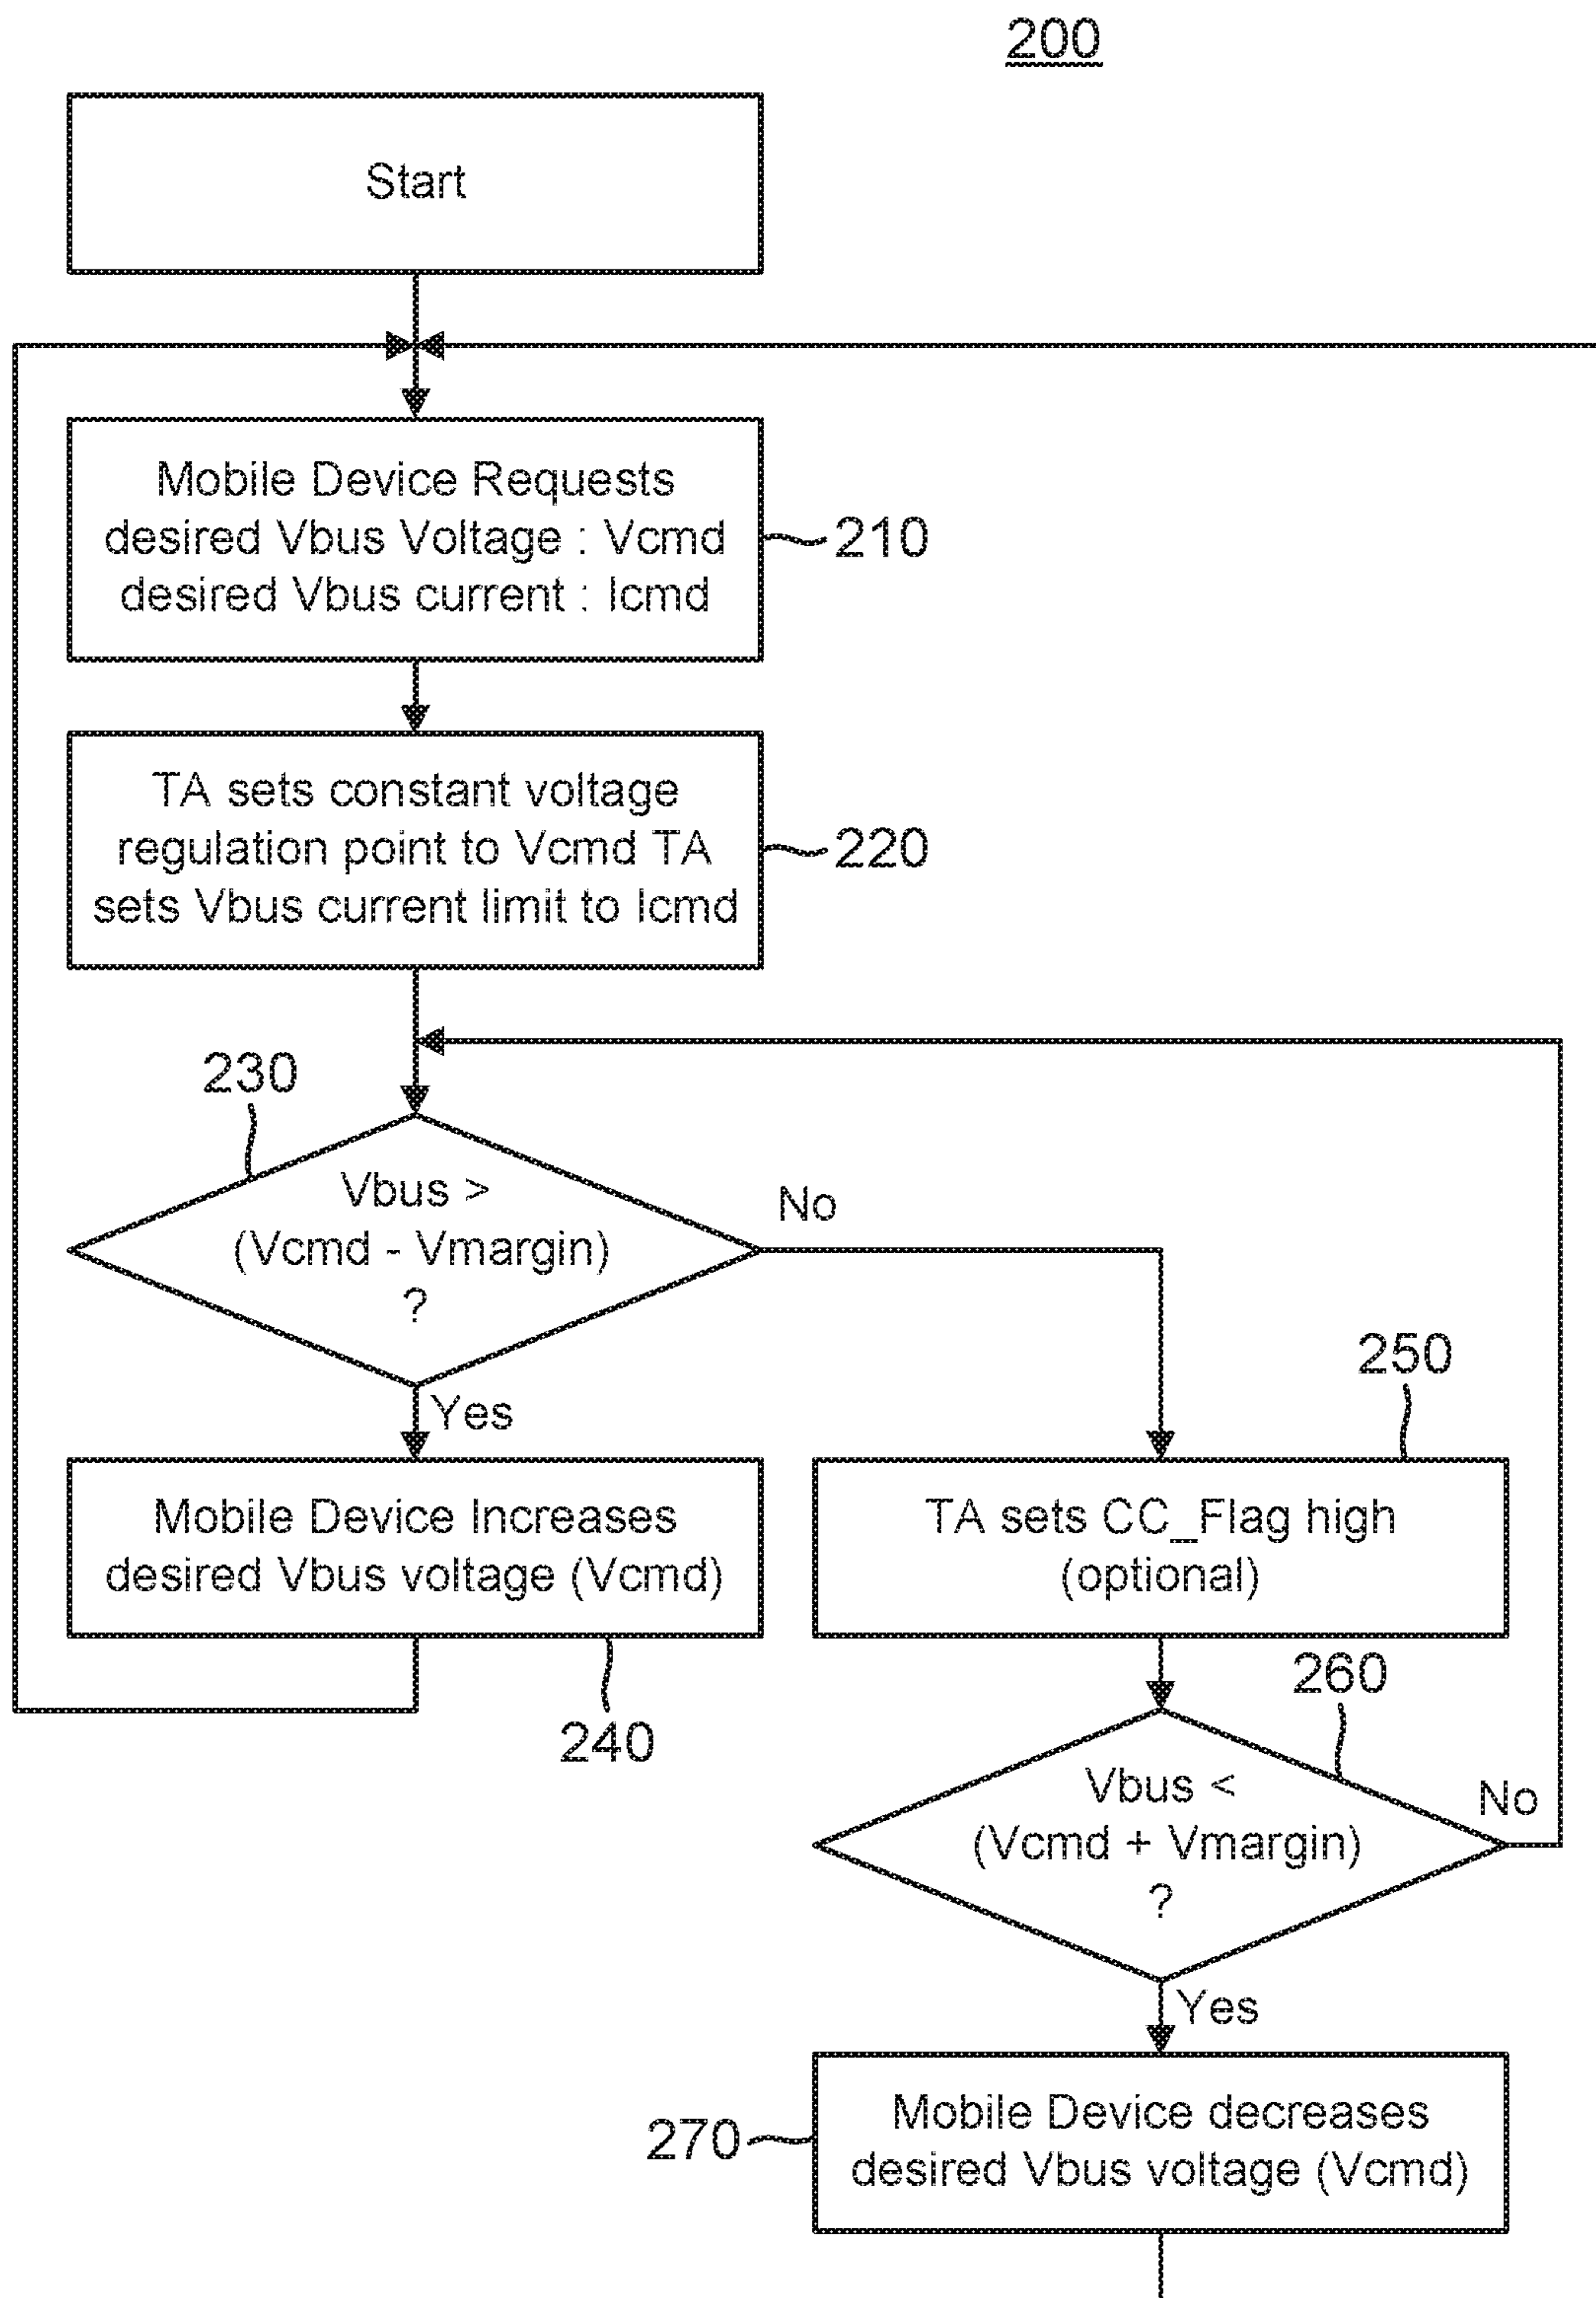 200
Start
Mobile Device Requests
desired Vbus Voltage : Vcmd
desired Vbus current : Icmd
210
TA sets constant voltage
regulation point to Vcmd TA
sets Vbus current limit to Icmd
220
230
Vbus >
(Vcmd - Vmargin)
?
No
Yes
Mobile Device Increases
desired Vbus voltage (Vcmd)
240
250
TA sets CC_Flag high
(optional)
260
Vbus <
(Vcmd + Vmargin)
?
No
Yes
270
Mobile Device decreases
desired Vbus voltage (Vcmd)